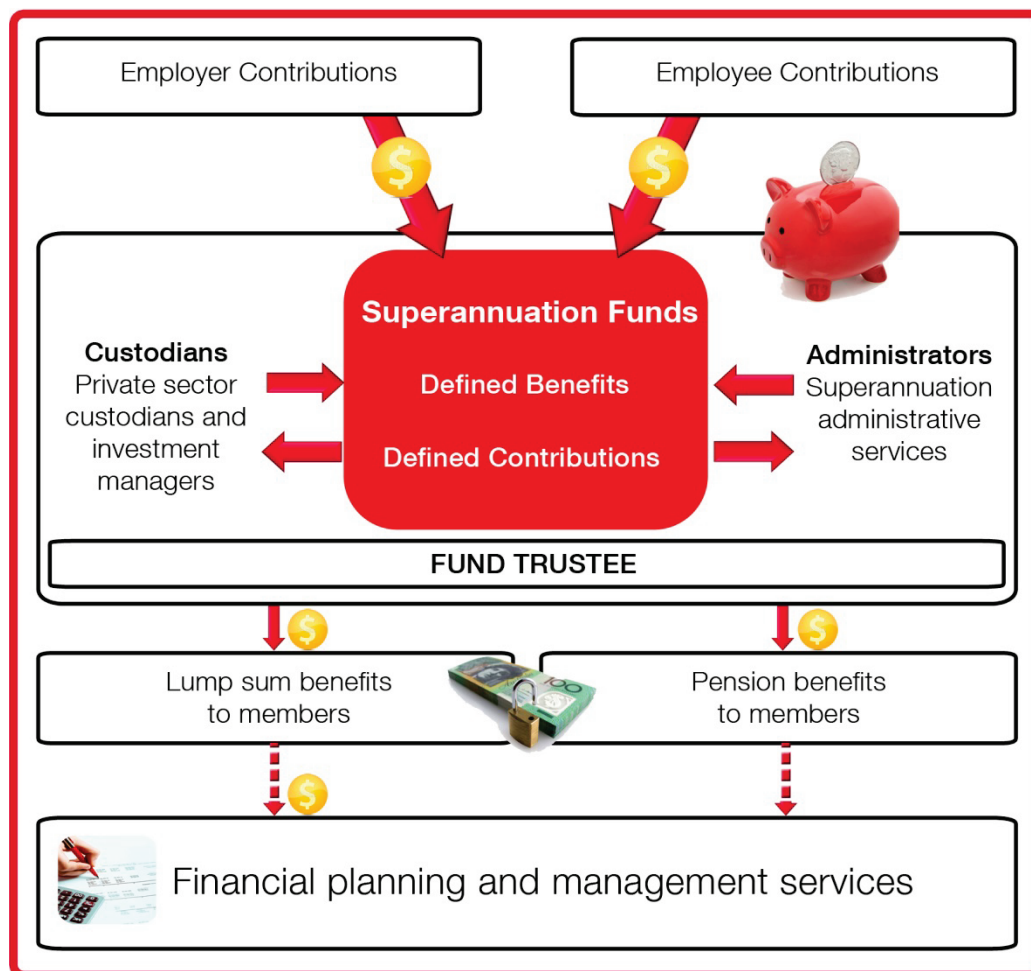 Employer Contributions
Employee Contributions
$
$
Superannuation Funds
Defined Benefits
Defined Contributions
Custodians
Private sector
custodians and
investment
managers
Administrators
Superannuation
administrative
services
FUND TRUSTEE
$
$
Lump sum benefits
to members
100
Pension benefits
to members
$
Financial planning and management services